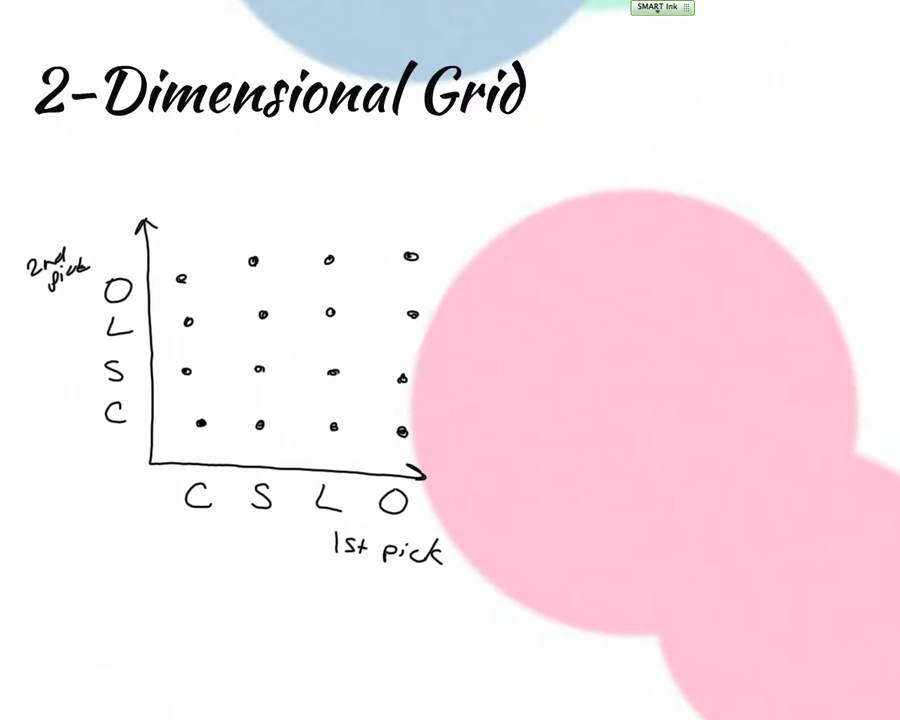 SMART Ink
2-Dimensional Grid
2nd
pick
O
L
S
C
C S L O
1st pick